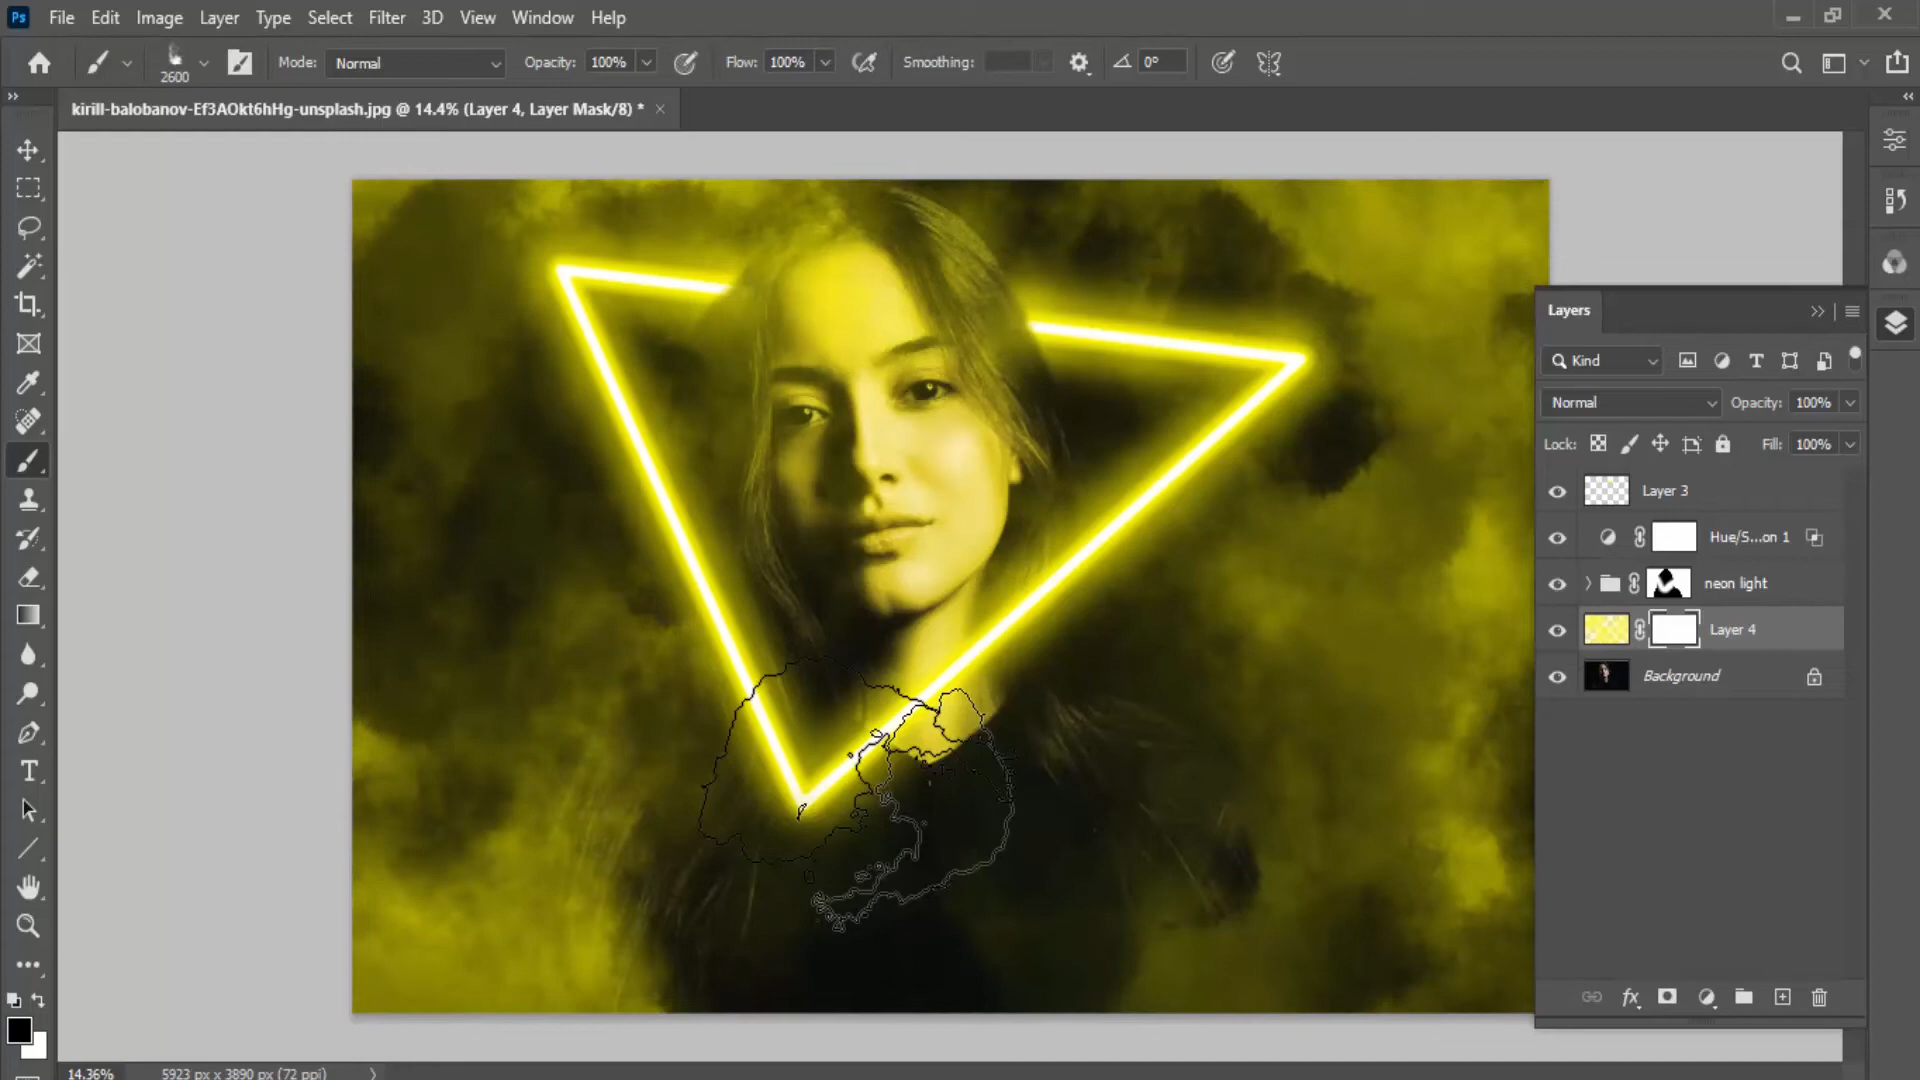 Ps File Edit Image Layer Type Select Filter 3D View Window Help
2600 Mode: Normal Opacity: 100% Flow: 100% Smoothing: 0°
kirill-balobanov-Ef3AOkt6hHg-unsplash.jpg @ 14.4% (Layer 4, Layer Mask/8) *
Layers
Kind
Normal Opacity: 100%
Lock: Fill: 100%
Layer 3
Hue/S...on 1
neon light
Layer 4
Background
fx
14.36% 5923 px x 3890 px (72 ppi)